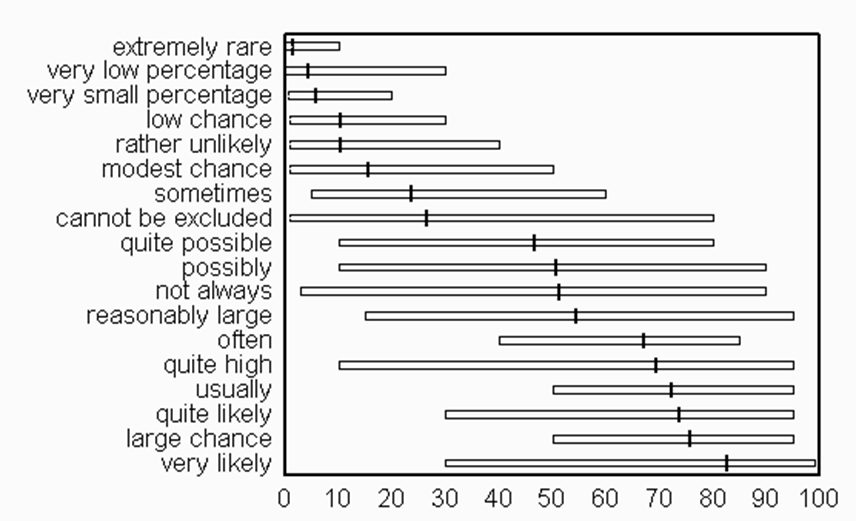 extremely rare
very low percentage
very small percentage
low chance
rather unlikely
modest chance
sometimes
cannot be excluded
quite possible
possibly
not always
reasonably large
often
quite high
usually
quite likely
large chance
very likely
0 10 20 30 40 50 60 70 80 90 100